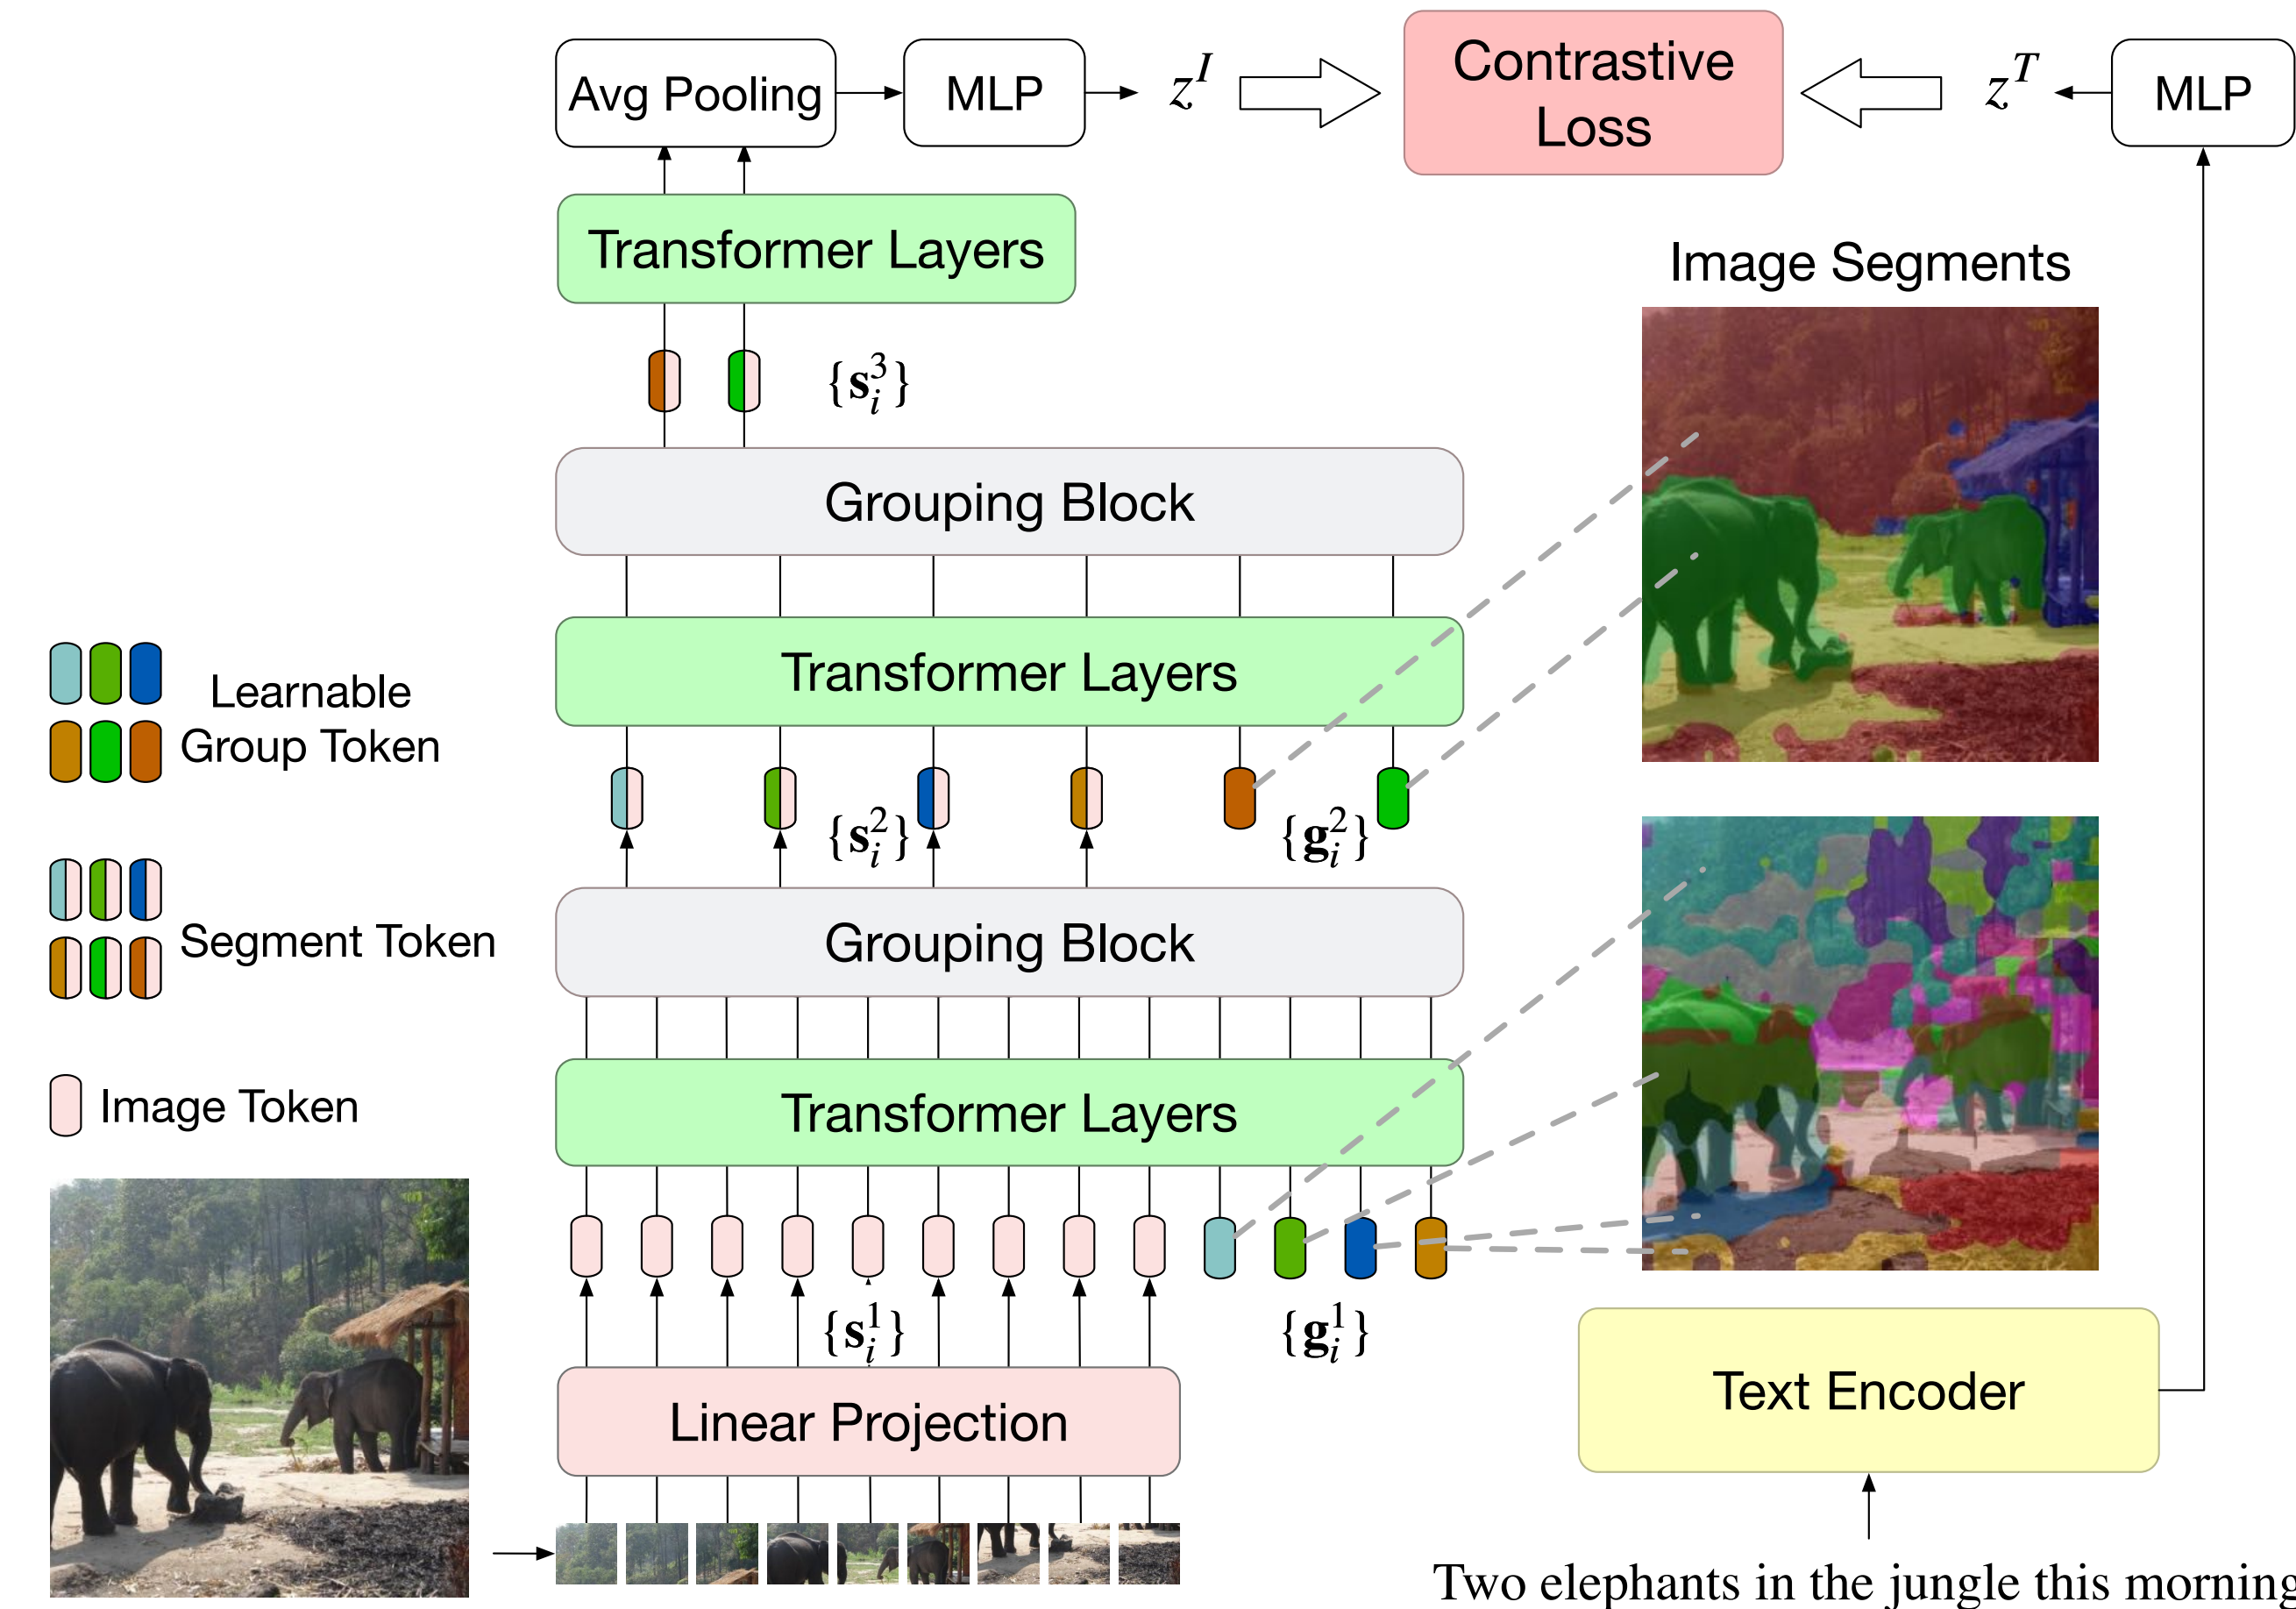 Avg Pooling
MLP
z^I
Contrastive
Loss
z^T
MLP
Transformer Layers
Image Segments
{s_i^3}
Grouping Block
Transformer Layers
Learnable
Group Token
{s_i^2}
{g_i^2}
Segment Token
Grouping Block
Image Token
Transformer Layers
{s_i^1}
{g_i^1}
Linear Projection
Text Encoder
Two elephants in the jungle this morning